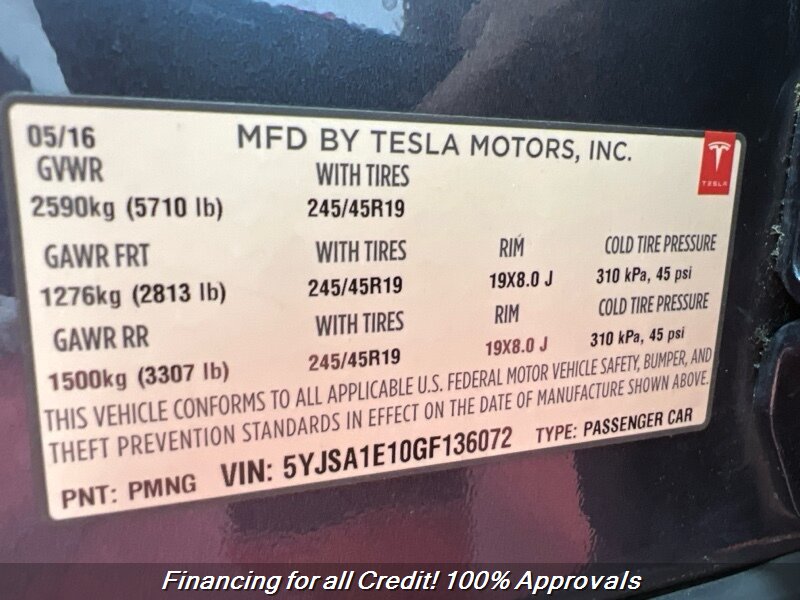 05/16 MFD BY TESLA MOTORS, INC.
TESLA
GVWR WITH TIRES
2590kg (5710 lb) 245/45R19
GAWR FRT WITH TIRES RIM COLD TIRE PRESSURE
1276kg (2813 lb) 245/45R19 19X8.0 J 310 kPa, 45 psi
GAWR RR WITH TIRES RIM COLD TIRE PRESSURE
1500kg (3307 lb) 245/45R19 19X8.0 J 310 kPa, 45 psi
THIS VEHICLE CONFORMS TO ALL APPLICABLE U.S. FEDERAL MOTOR VEHICLE SAFETY, BUMPER, AND
THEFT PREVENTION STANDARDS IN EFFECT ON THE DATE OF MANUFACTURE SHOWN ABOVE.
PNT: PMNG VIN: 5YJSA1E10GF136072 TYPE: PASSENGER CAR
Financing for all Credit! 100% Approvals